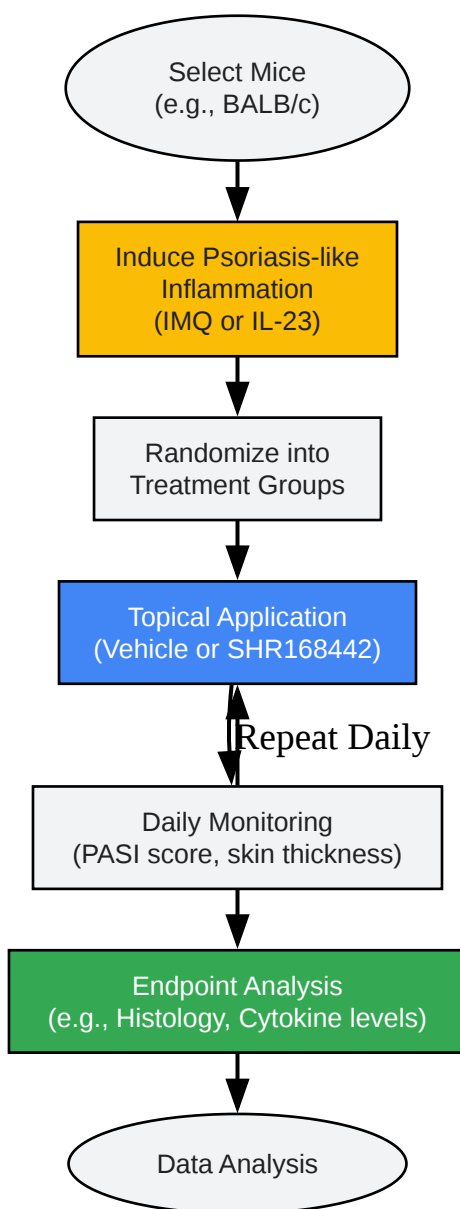 Select Mice
(e.g., BALB/c)
Induce Psoriasis-like
Inflammation
(IMQ or IL-23)
Randomize into
Treatment Groups
Topical Application
(Vehicle or SHR168442)
Repeat Daily
Daily Monitoring
(PASI score, skin thickness)
Endpoint Analysis
(e.g., Histology, Cytokine levels)
Data Analysis